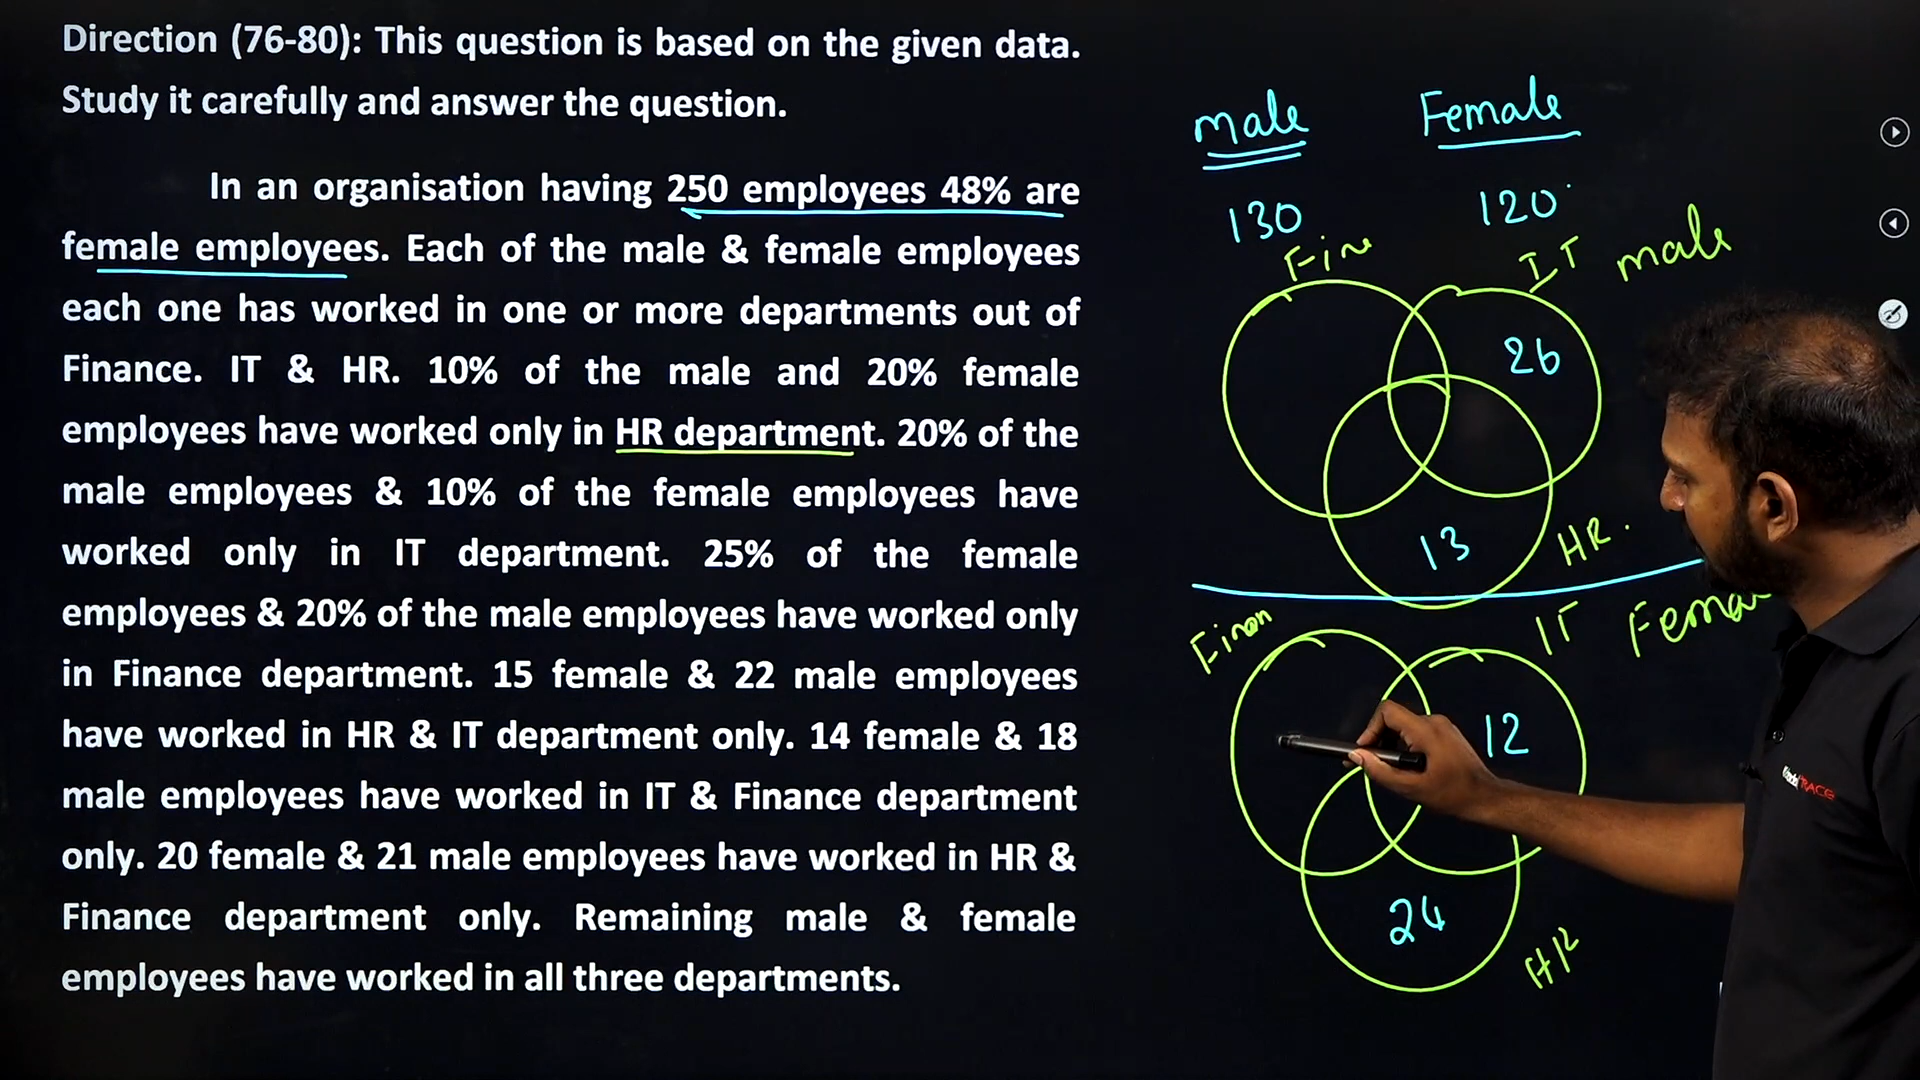 Direction (76-80): This question is based on the given data.
Study it carefully and answer the question.
In an organisation having 250 employees 48% are
female employees. Each of the male & female employees
each one has worked in one or more departments out of
Finance. IT & HR. 10% of the male and 20% female
employees have worked only in HR department. 20% of the
male employees & 10% of the female employees have
worked only in IT department. 25% of the female
employees & 20% of the male employees have worked only
in Finance department. 15 female & 22 male employees
have worked in HR & IT department only. 14 female & 18
male employees have worked in IT & Finance department
only. 20 female & 21 male employees have worked in HR &
Finance department only. Remaining male & female
employees have worked in all three departments.
male Female
130 120
Fin IT male
26
13 HR.
Finan IT
12
24
HR